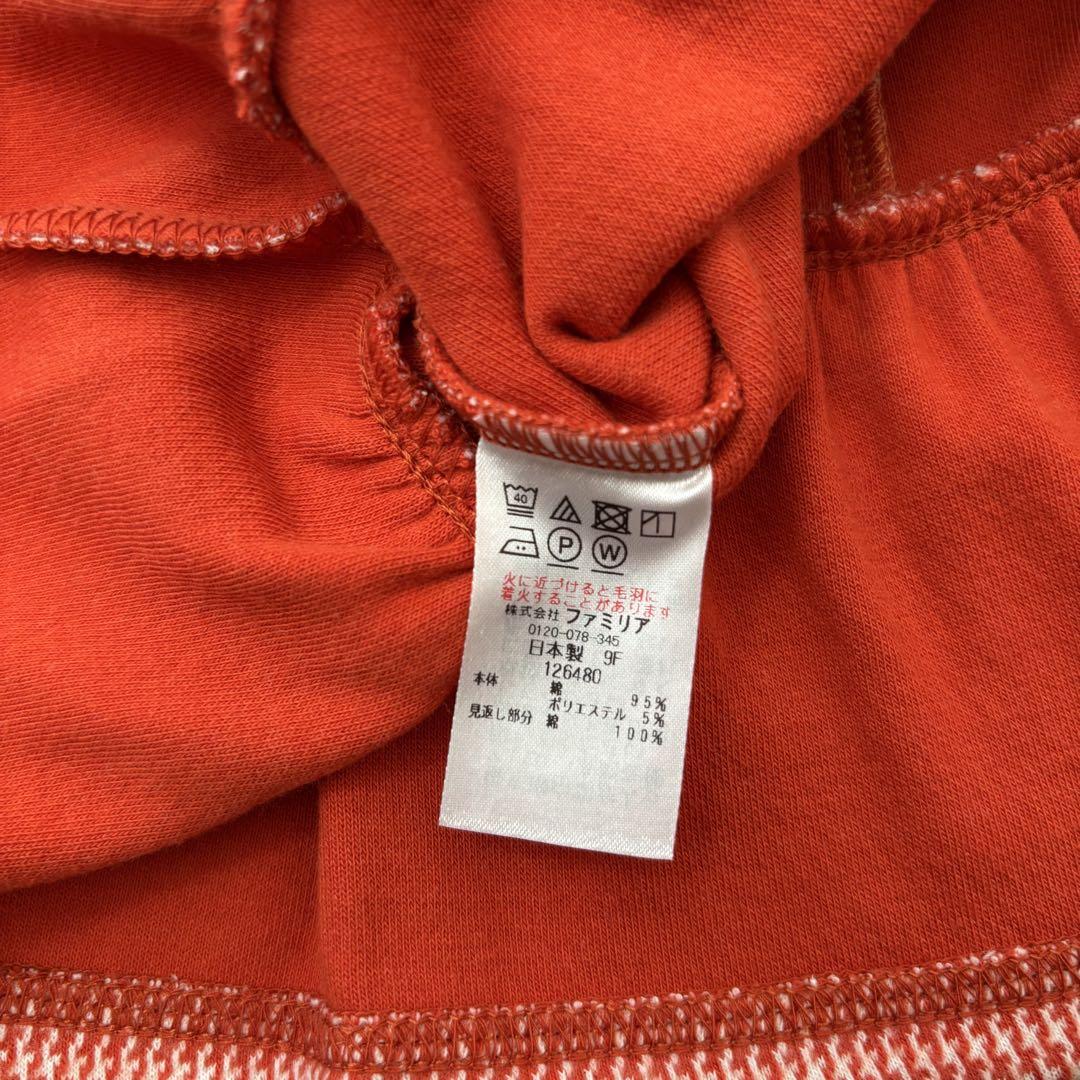 40
P W
火に近づけると毛羽に
着火することがあります
株式会社 ファミリア
0120-078-345
日本製 9F
126480
本体 綿 95%
ポリエステル 5%
見返し部分 綿 100%